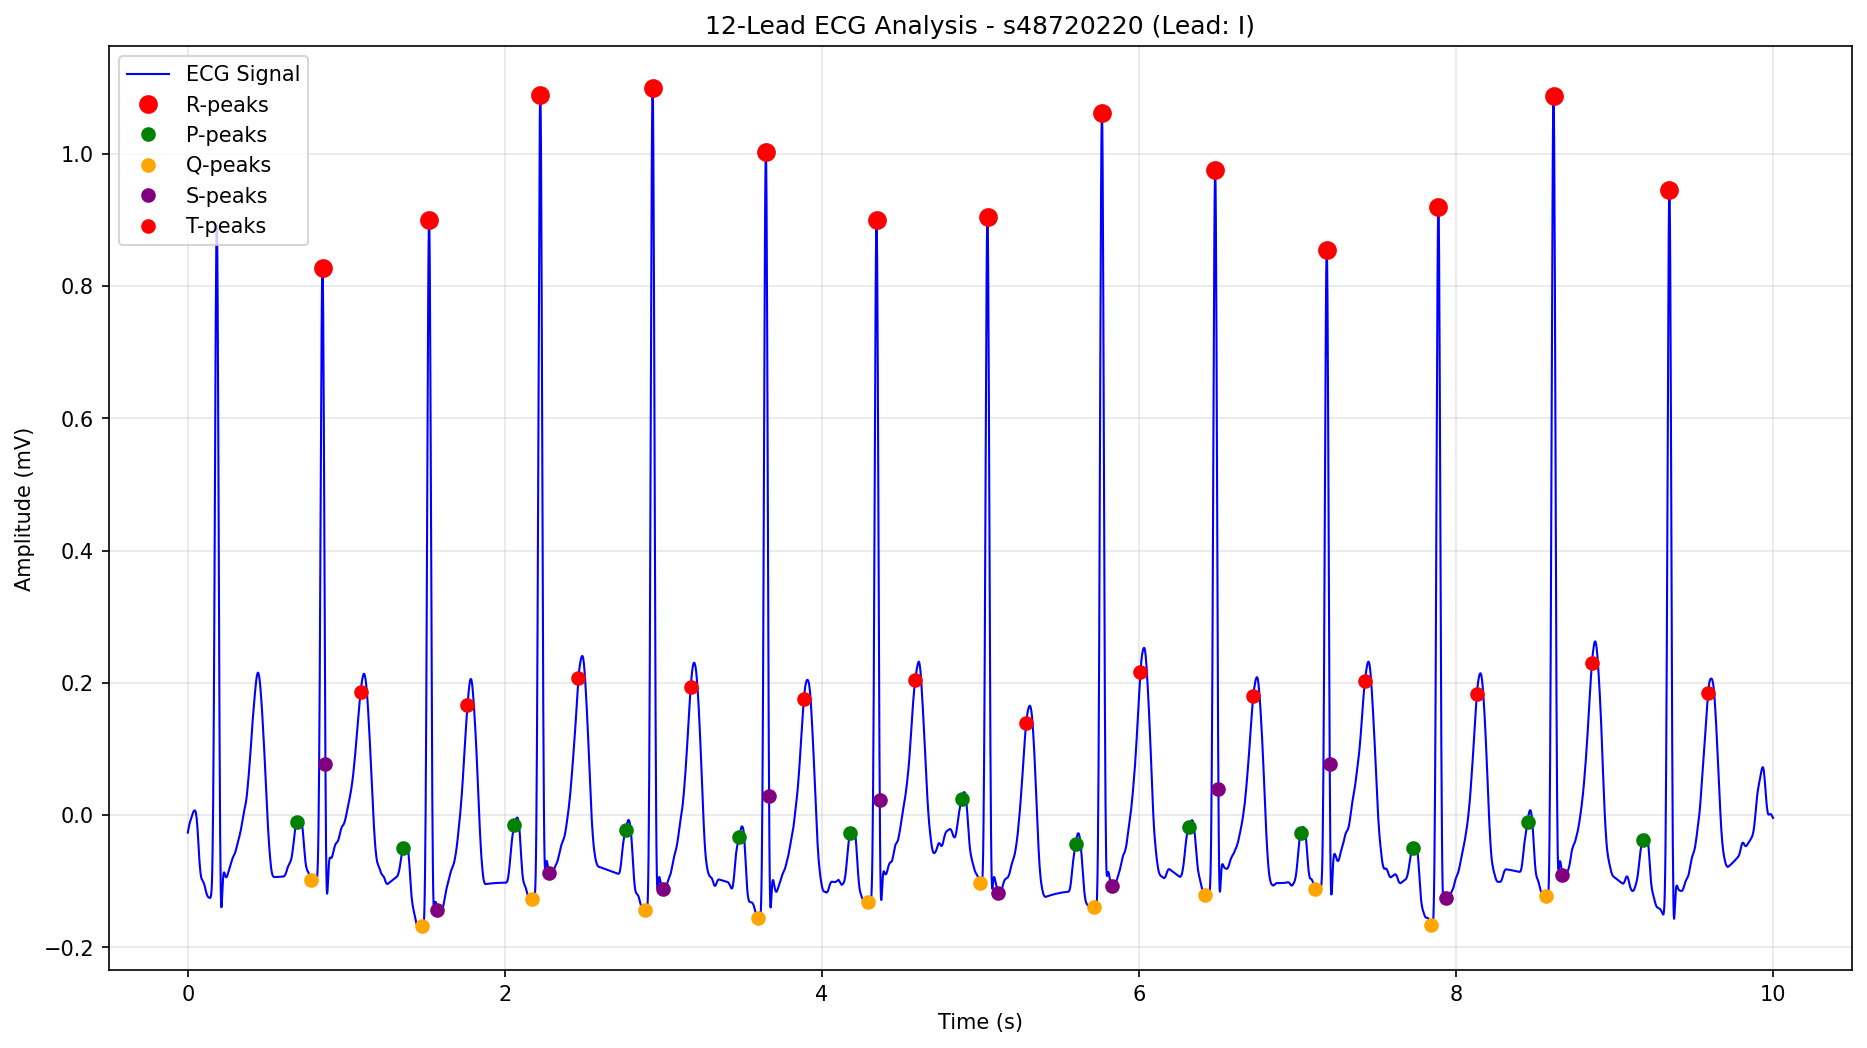 12-Lead ECG Analysis - s48720220 (Lead: I)
ECG Signal
R-peaks
P-peaks
Q-peaks
S-peaks
T-peaks
Amplitude (mV)
1.0
0.8
0.6
0.4
0.2
0.0
−0.2
0 2 4 6 8 10
Time (s)